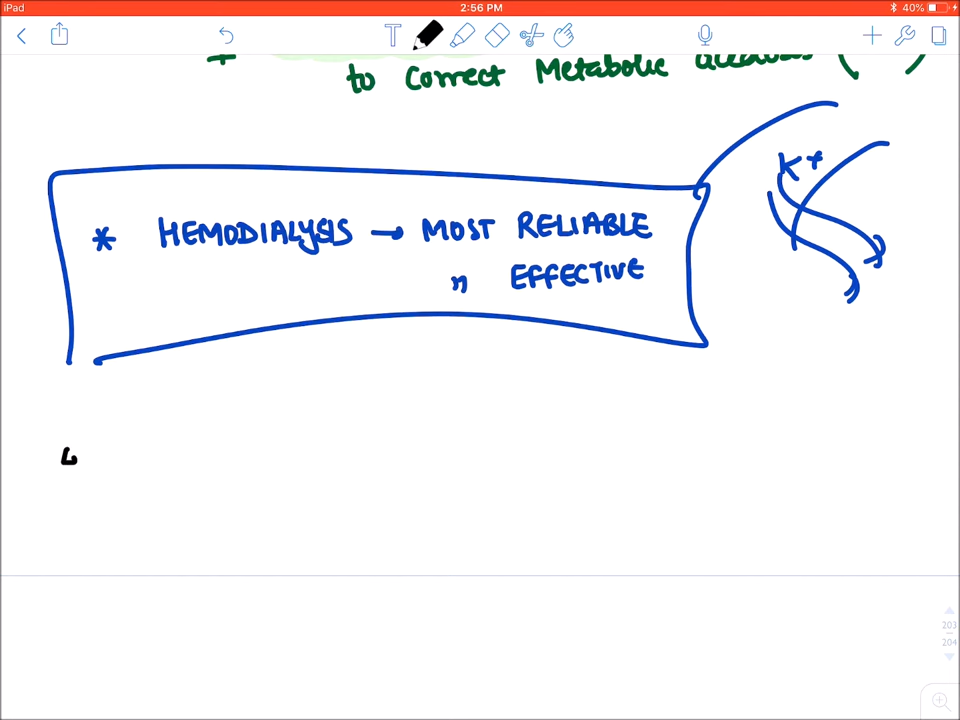 iPad 2:56 PM 40%
T
to Correct Metabolic
K+
* HEMODIALYSIS → MOST RELIABLE
" EFFECTIVE
203
204